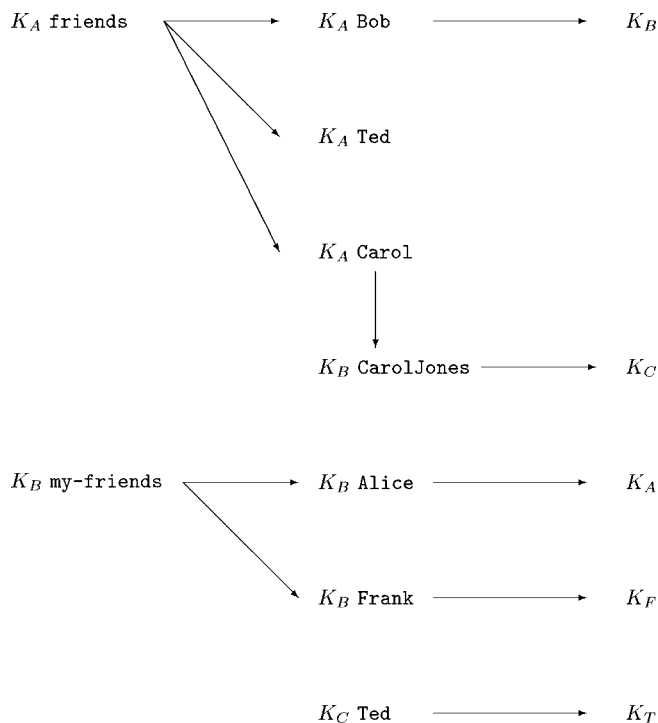 K_A friends K_A Bob K_B
K_A Ted
K_A Carol
K_B CarolJones K_C
K_B my-friends K_B Alice K_A
K_B Frank K_F
K_C Ted K_T